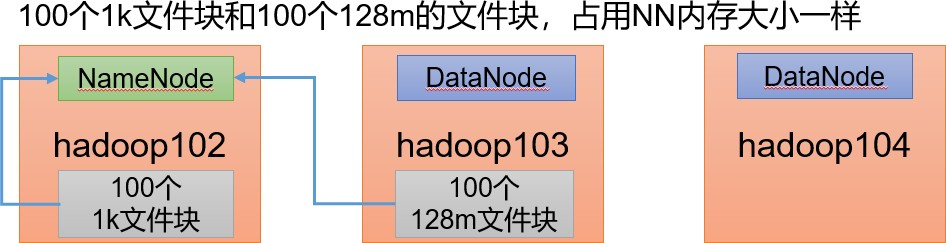 100个1k文件块和100个128m的文件块，占用NN内存大小一样
NameNode
DataNode
DataNode
hadoop102
hadoop103
hadoop104
100个
1k文件块
100个
128m文件块